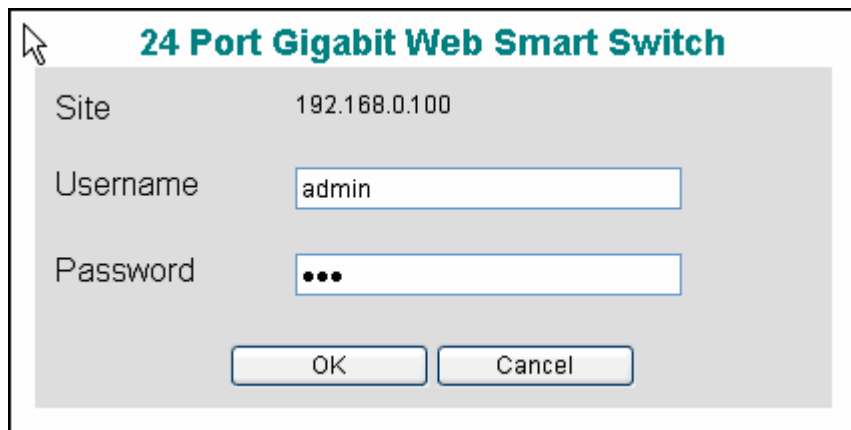 24 Port Gigabit Web Smart Switch
Site 192.168.0.100
Username admin
Password •••
OK Cancel